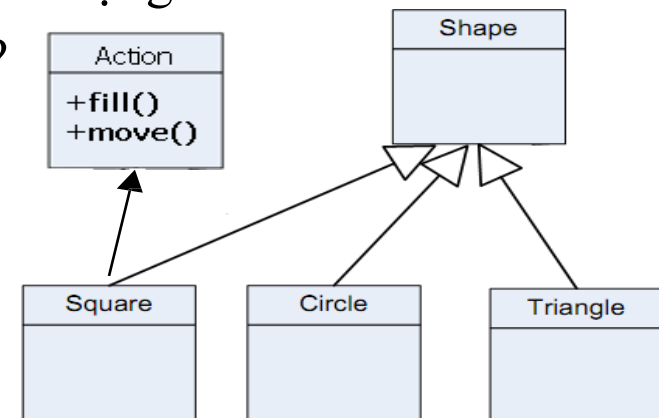 Action
+fill()
+move()
Shape
Square
Circle
Triangle